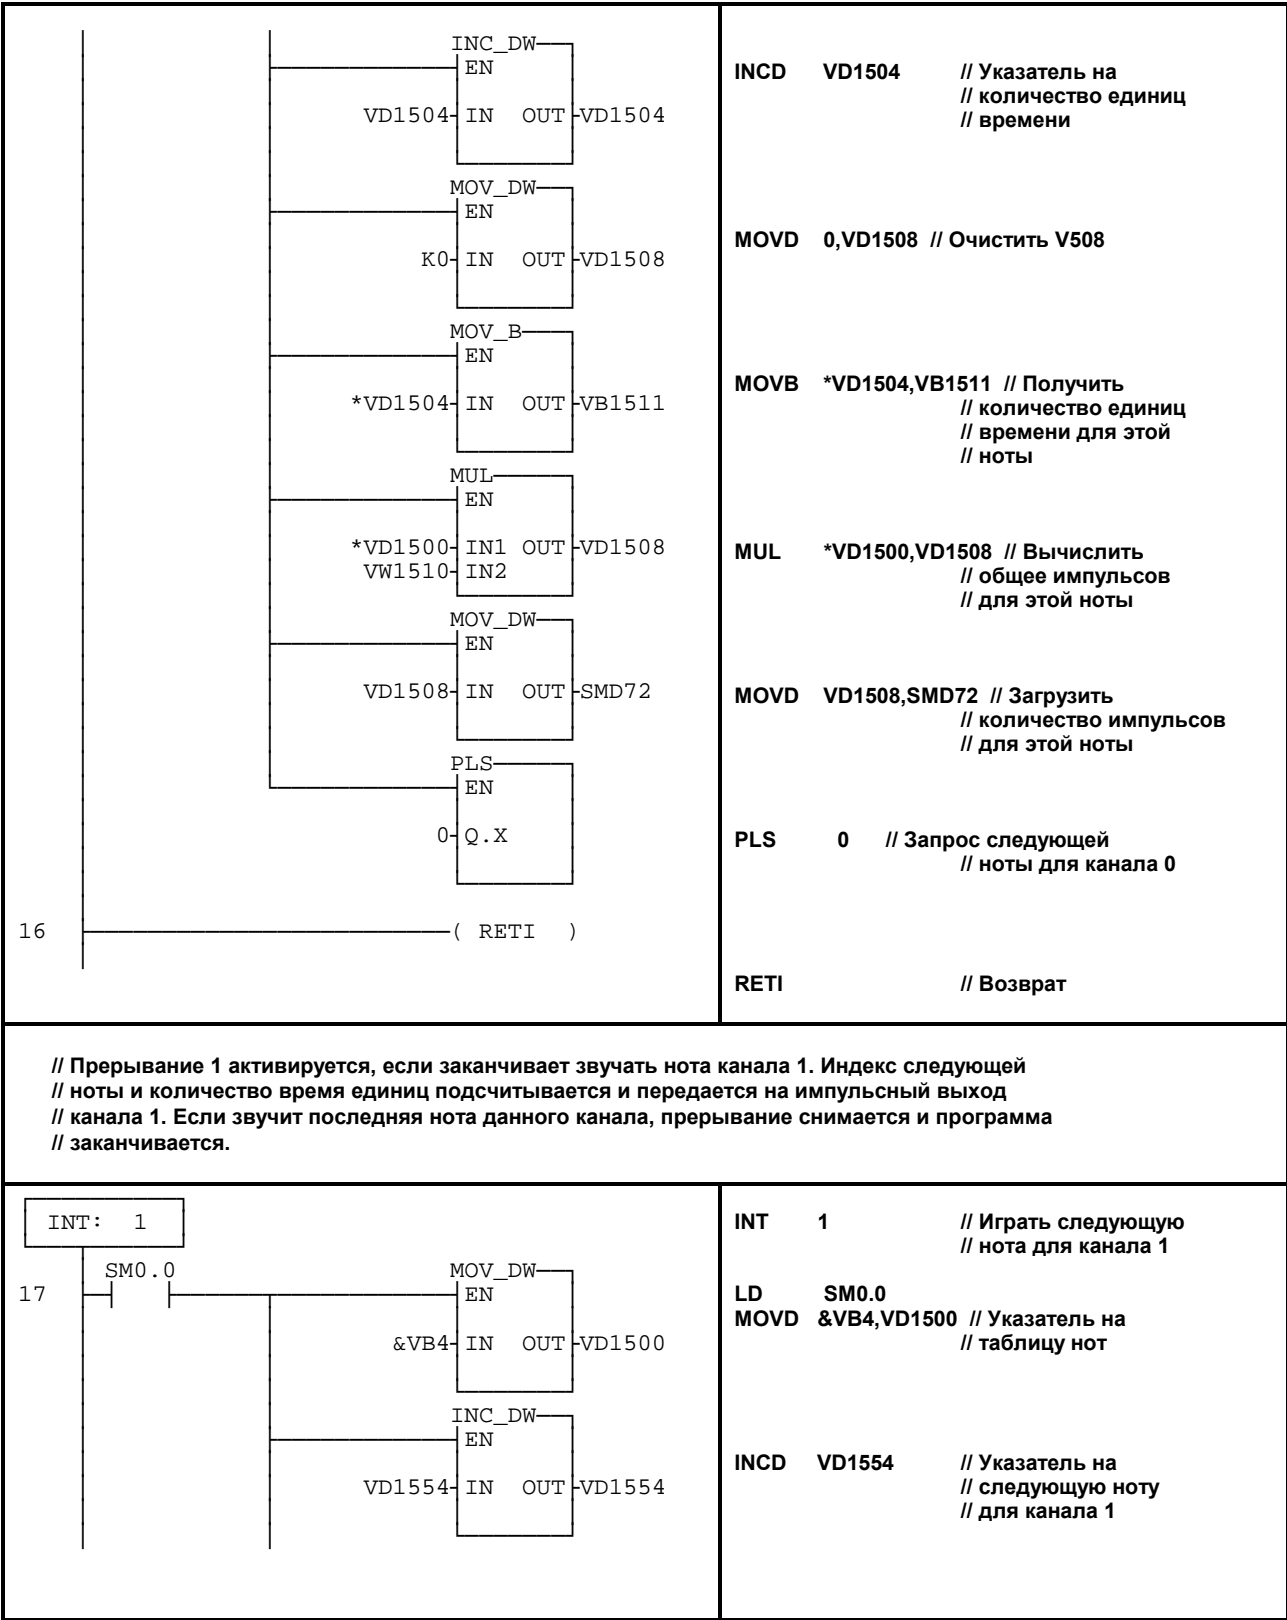 INC_DW
EN
VD1504 IN OUT VD1504
MOV_DW
EN
K0 IN OUT VD1508
MOV_B
EN
*VD1504 IN OUT VB1511
MUL
EN
*VD1500 IN1 OUT VD1508
VW1510 IN2
MOV_DW
EN
VD1508 IN OUT SMD72
PLS
EN
0 Q.X
16 ( RETI )
INCD VD1504 // Указатель на
// количество единиц
// времени
MOVD 0,VD1508 // Очистить V508
MOVB *VD1504,VB1511 // Получить
// количество единиц
// времени для этой
// ноты
MUL *VD1500,VD1508 // Вычислить
// общее импульсов
// для этой ноты
MOVD VD1508,SMD72 // Загрузить
// количество импульсов
// для этой ноты
PLS 0 // Запрос следующей
// ноты для канала 0
RETI // Возврат
// Прерывание 1 активируется, если заканчивает звучать нота канала 1. Индекс следующей
// ноты и количество время единиц подсчитывается и передается на импульсный выход
// канала 1. Если звучит последняя нота данного канала, прерывание снимается и программа
// заканчивается.
INT: 1
SM0.0 MOV_DW
17 EN
&VB4 IN OUT VD1500
INC_DW
EN
VD1554 IN OUT VD1554
INT 1 // Играть следующую
// нота для канала 1
LD SM0.0
MOVD &VB4,VD1500 // Указатель на
// таблицу нот
INCD VD1554 // Указатель на
// следующую ноту
// для канала 1